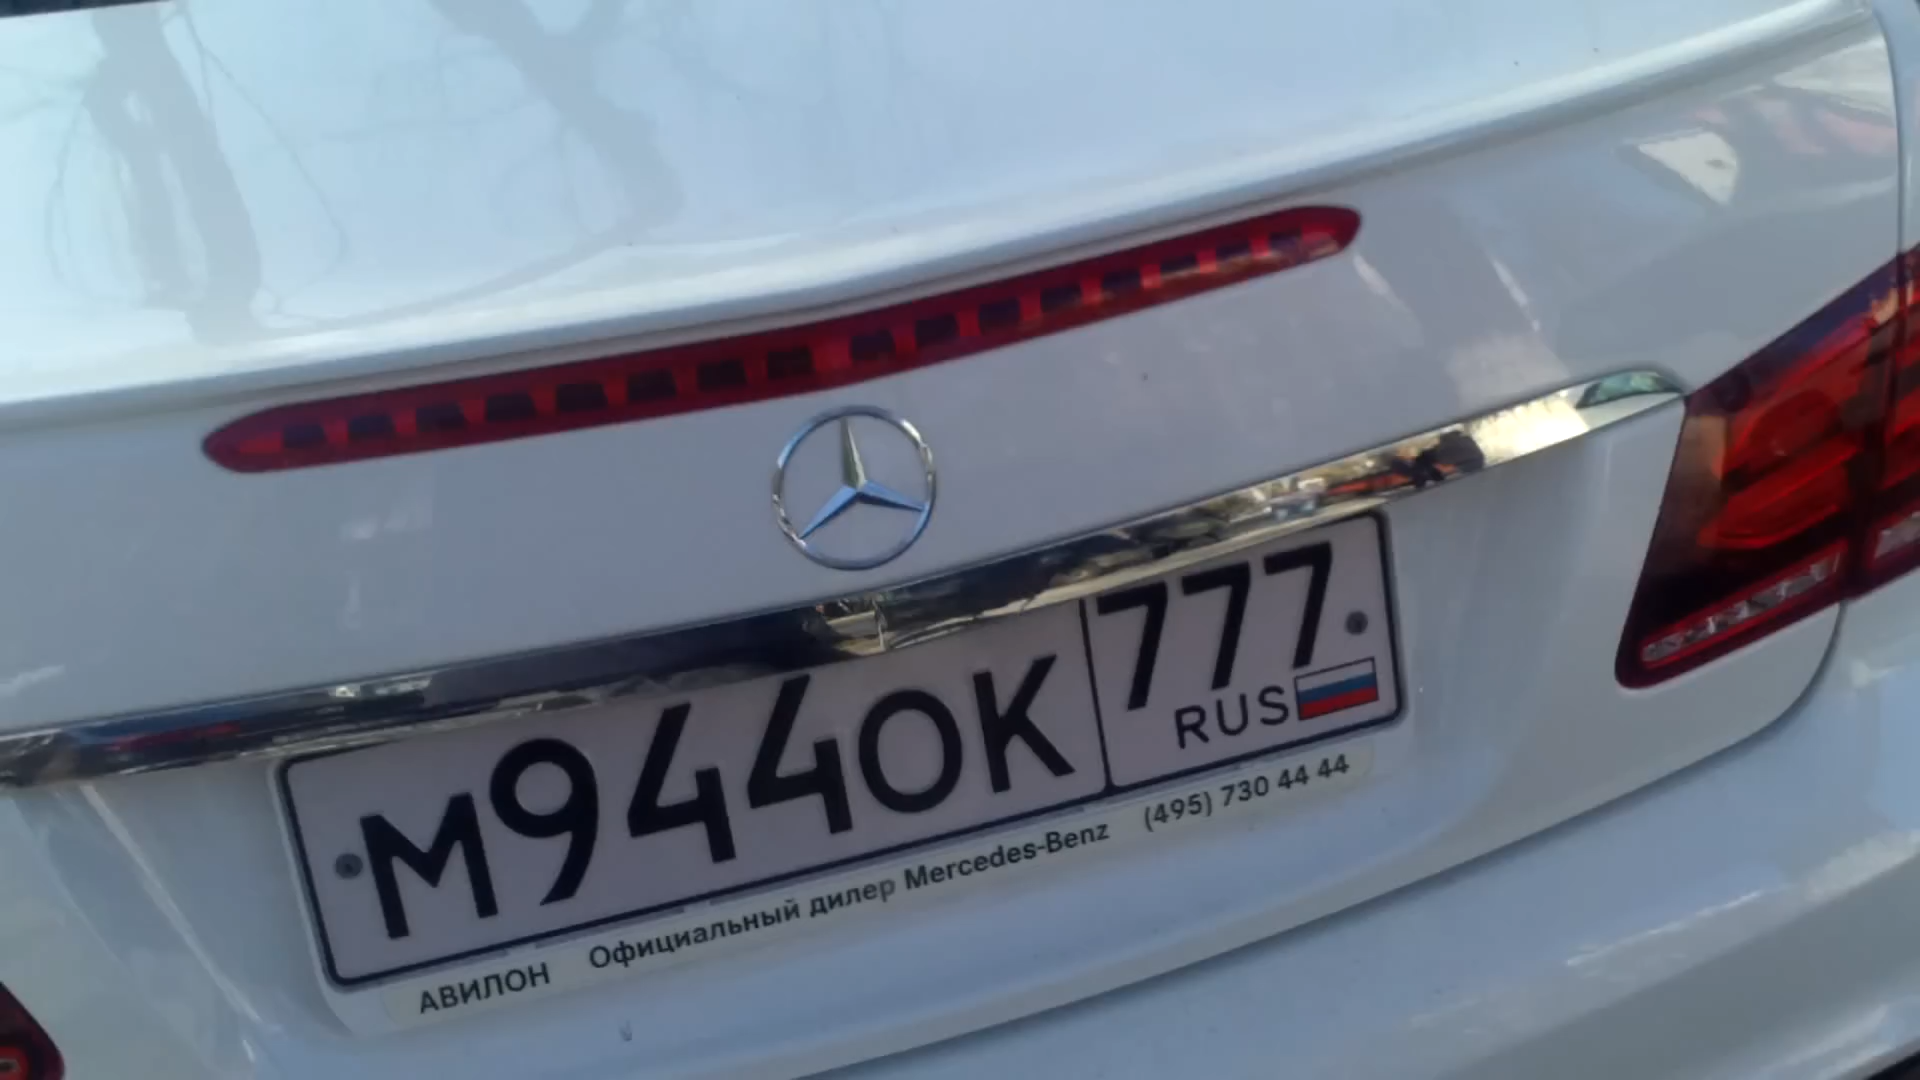 М944ОК 777
RUS
АВИЛОН Официальный дилер Mercedes-Benz (495) 730 44 44